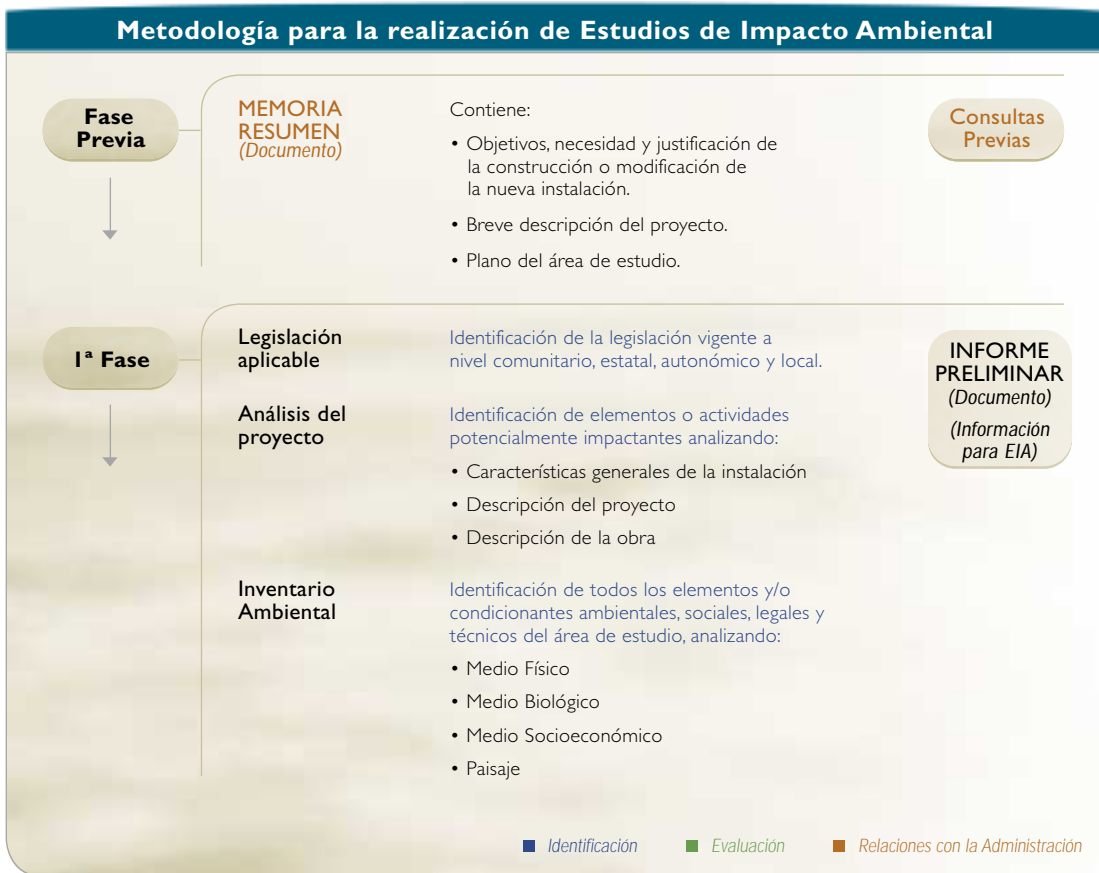 Metodología para la realización de Estudios de Impacto Ambiental
Fase
Previa
MEMORIA
RESUMEN
(Documento)
Contiene:
• Objetivos, necesidad y justificación de
la construcción o modificación de
la nueva instalación.
• Breve descripción del proyecto.
• Plano del área de estudio.
Consultas
Previas
1ª Fase
Legislación
aplicable
Identificación de la legislación vigente a
nivel comunitario, estatal, autonómico y local.
Análisis del
proyecto
Identificación de elementos o actividades
potencialmente impactantes analizando:
• Características generales de la instalación
• Descripción del proyecto
• Descripción de la obra
Inventario
Ambiental
Identificación de todos los elementos y/o
condicionantes ambientales, sociales, legales y
técnicos del área de estudio, analizando:
• Medio Físico
• Medio Biológico
• Medio Socioeconómico
• Paisaje
INFORME
PRELIMINAR
(Documento)
(Información
para EIA)
Identificación
Evaluación
Relaciones con la Administración